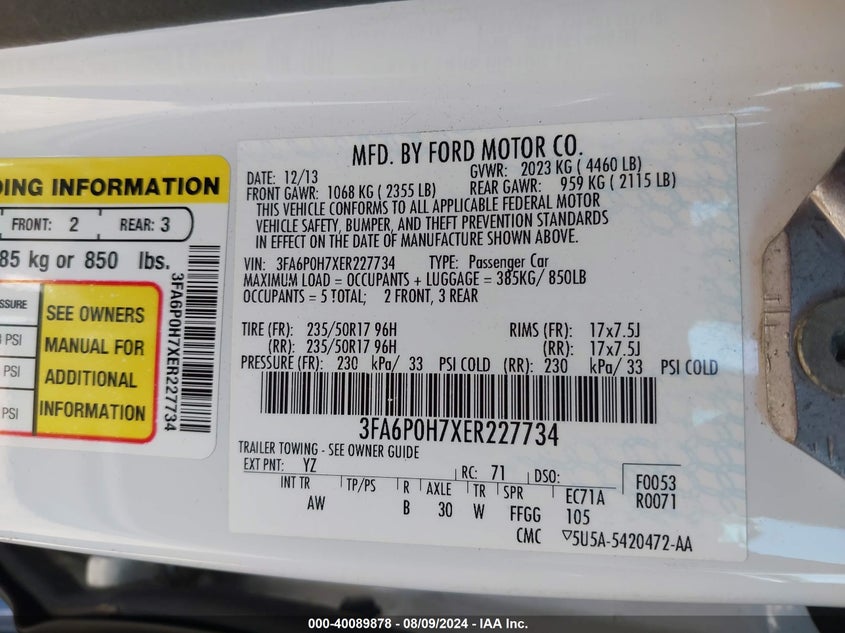 DING INFORMATION
FRONT: 2 REAR: 3
85 kg or 850 lbs.
SSURE
PSI
PSI
PSI
SEE OWNERS
MANUAL FOR
ADDITIONAL
INFORMATION
3FA6P0H7XER227734
MFD. BY FORD MOTOR CO.
DATE: 12/13 GVWR: 2023 KG ( 4460 LB)
FRONT GAWR: 1068 KG ( 2355 LB) REAR GAWR: 959 KG ( 2115 LB)
THIS VEHICLE CONFORMS TO ALL APPLICABLE FEDERAL MOTOR
VEHICLE SAFETY, BUMPER, AND THEFT PREVENTION STANDARDS
IN EFFECT ON THE DATE OF MANUFACTURE SHOWN ABOVE.
VIN: 3FA6P0H7XER227734 TYPE: Passenger Car
MAXIMUM LOAD = OCCUPANTS + LUGGAGE = 385KG/ 850LB
OCCUPANTS = 5 TOTAL; 2 FRONT, 3 REAR
TIRE (FR): 235/50R17 96H RIMS (FR): 17x7.5J
(RR): 235/50R17 96H (RR): 17x7.5J
PRESSURE (FR): 230 kPa/ 33 PSI COLD (RR): 230 kPa/ 33 PSI COLD
3FA6P0H7XER227734
TRAILER TOWING - SEE OWNER GUIDE
EXT PNT: YZ RC: 71 DSO: F0053
R0071
INT TR TP/PS R AXLE TR SPR EC71A
AW B 30 W FFGG 105
CMC ▽5U5A-5420472-AA
000-40089878 - 08/09/2024 - IAA Inc.